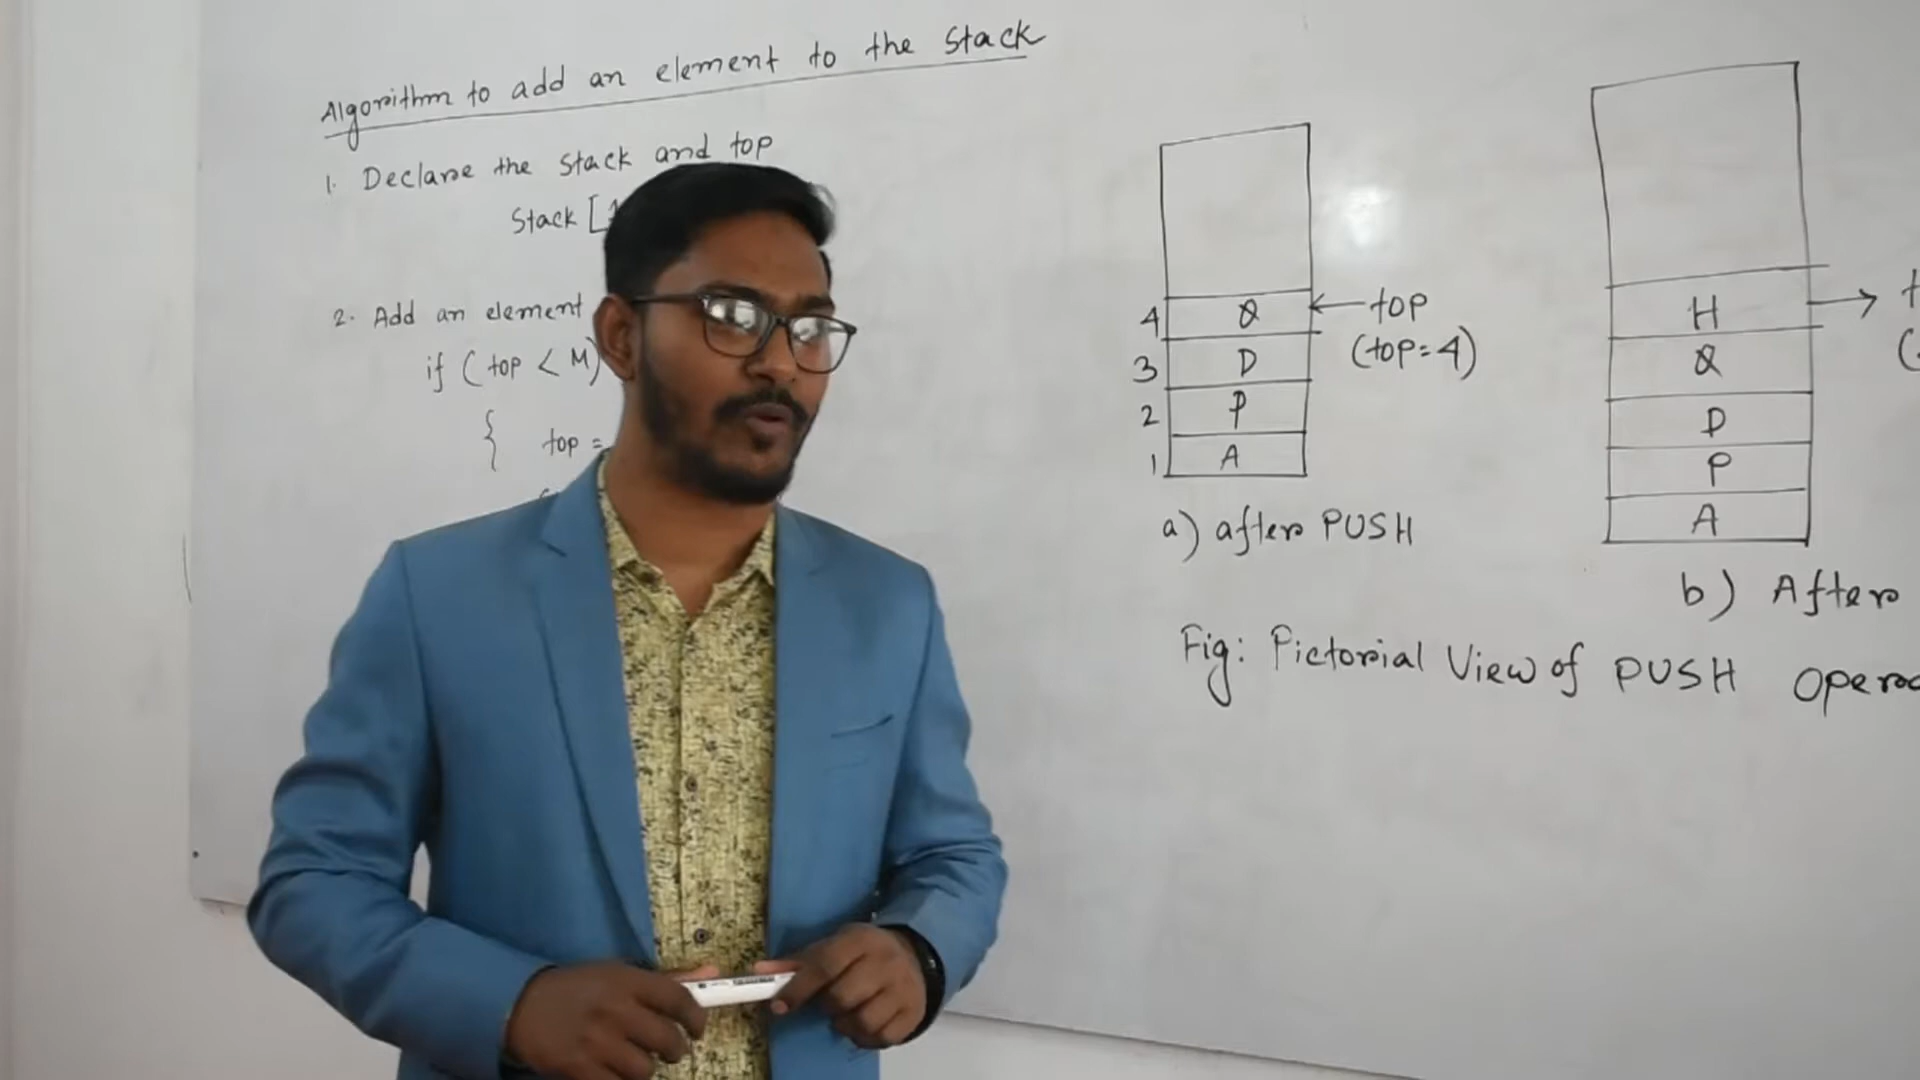 Algorithm to add an element to the Stack
1. Declare the Stack and top
Stack [
2. Add an element
if ( top < M)
{ top =
4 Q ← top
3 D (top=4)
2 P
1 A
a) after PUSH
H →
Q
D
P
A
b) After
Fig: Pictorial View of PUSH